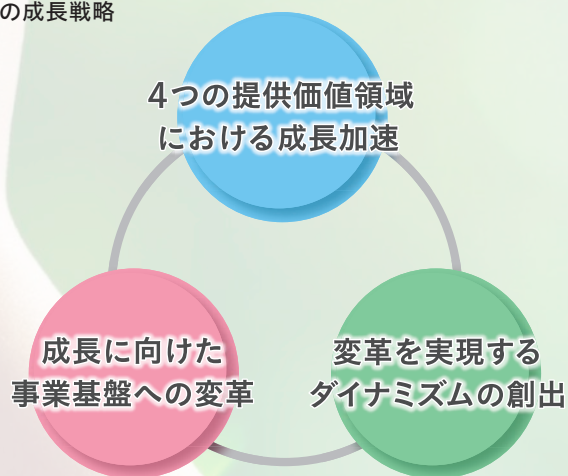 の成長戦略
4つの提供価値領域
における成長加速
成長に向けた
事業基盤への変革
変革を実現する
ダイナミズムの創出